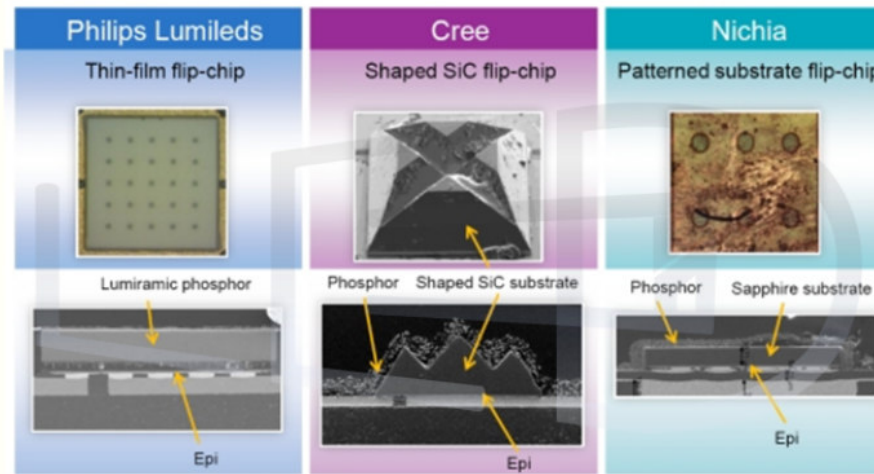 Philips Lumileds
Thin-film flip-chip
Lumiramic phosphor
Epi
Cree
Shaped SiC flip-chip
Phosphor
Shaped SiC substrate
Epi
Nichia
Patterned substrate flip-chip
Phosphor
Sapphire substrate
Epi